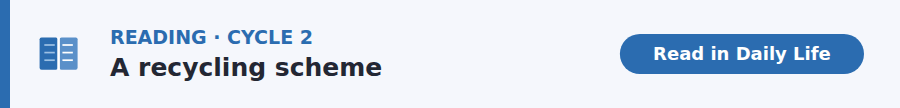 READING · CYCLE 2
A recycling scheme
Read in Daily Life